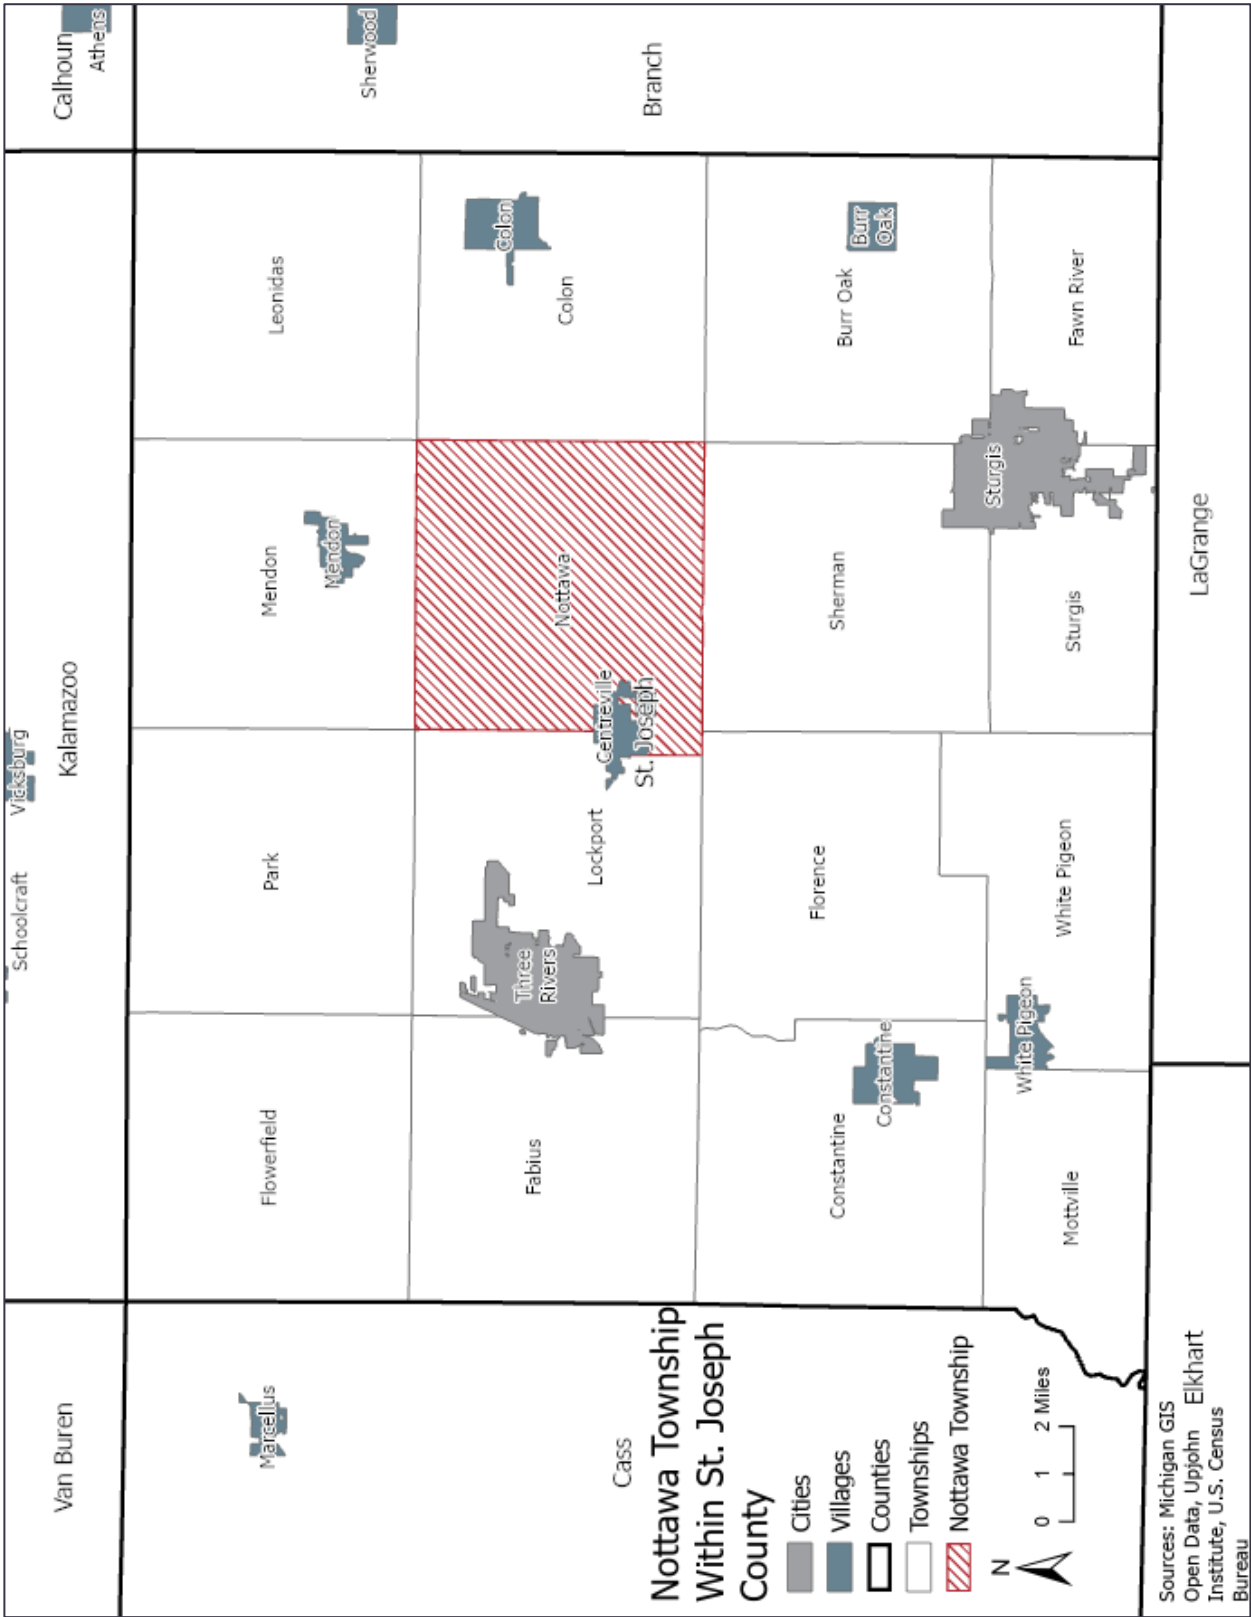 Van Buren
Schoolcraft
Vicksburg
Kalamazoo
Calhoun
Athens
Marcellus
Flowerfield
Park
Mendon
Mendon
Leonidas
Sherwood
Cass
Fabius
Three
Rivers
Lockport
Centreville
St. Joseph
Nottawa
Colon
Colon
Branch
Constantine
Constantine
Florence
Sherman
Burr Oak
Burr
Oak
Mottville
White Pigeon
White Pigeon
Sturgis
Sturgis
Fawn River
LaGrange
Elkhart
Nottawa Township
Within St. Joseph
County
Cities
Villages
Counties
Townships
Nottawa Township
N
0 1 2 Miles
Sources: Michigan GIS
Open Data, Upjohn
Institute, U.S. Census
Bureau